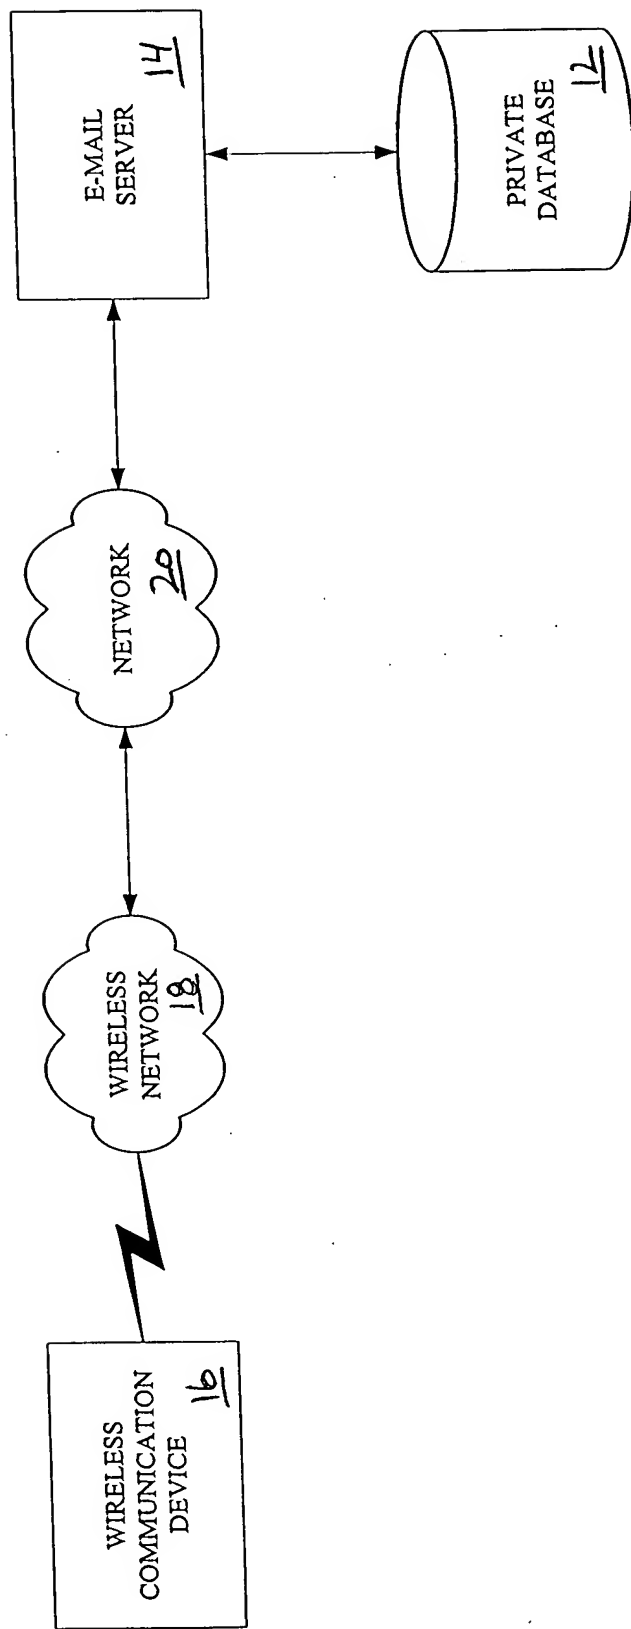 WIRELESS
COMMUNICATION
DEVICE
16
WIRELESS
NETWORK
18
NETWORK
20
E-MAIL
SERVER
14
PRIVATE
DATABASE
12